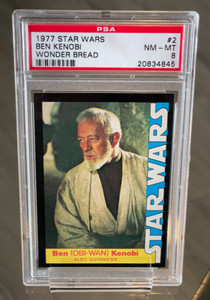 PSA
1977 STAR WARS #2
BEN KENOBI NM - MT
WONDER BREAD 8
20834845
STAR WARS
Ben (OBI-WAN) Kenobi
ALEC GUINNESS